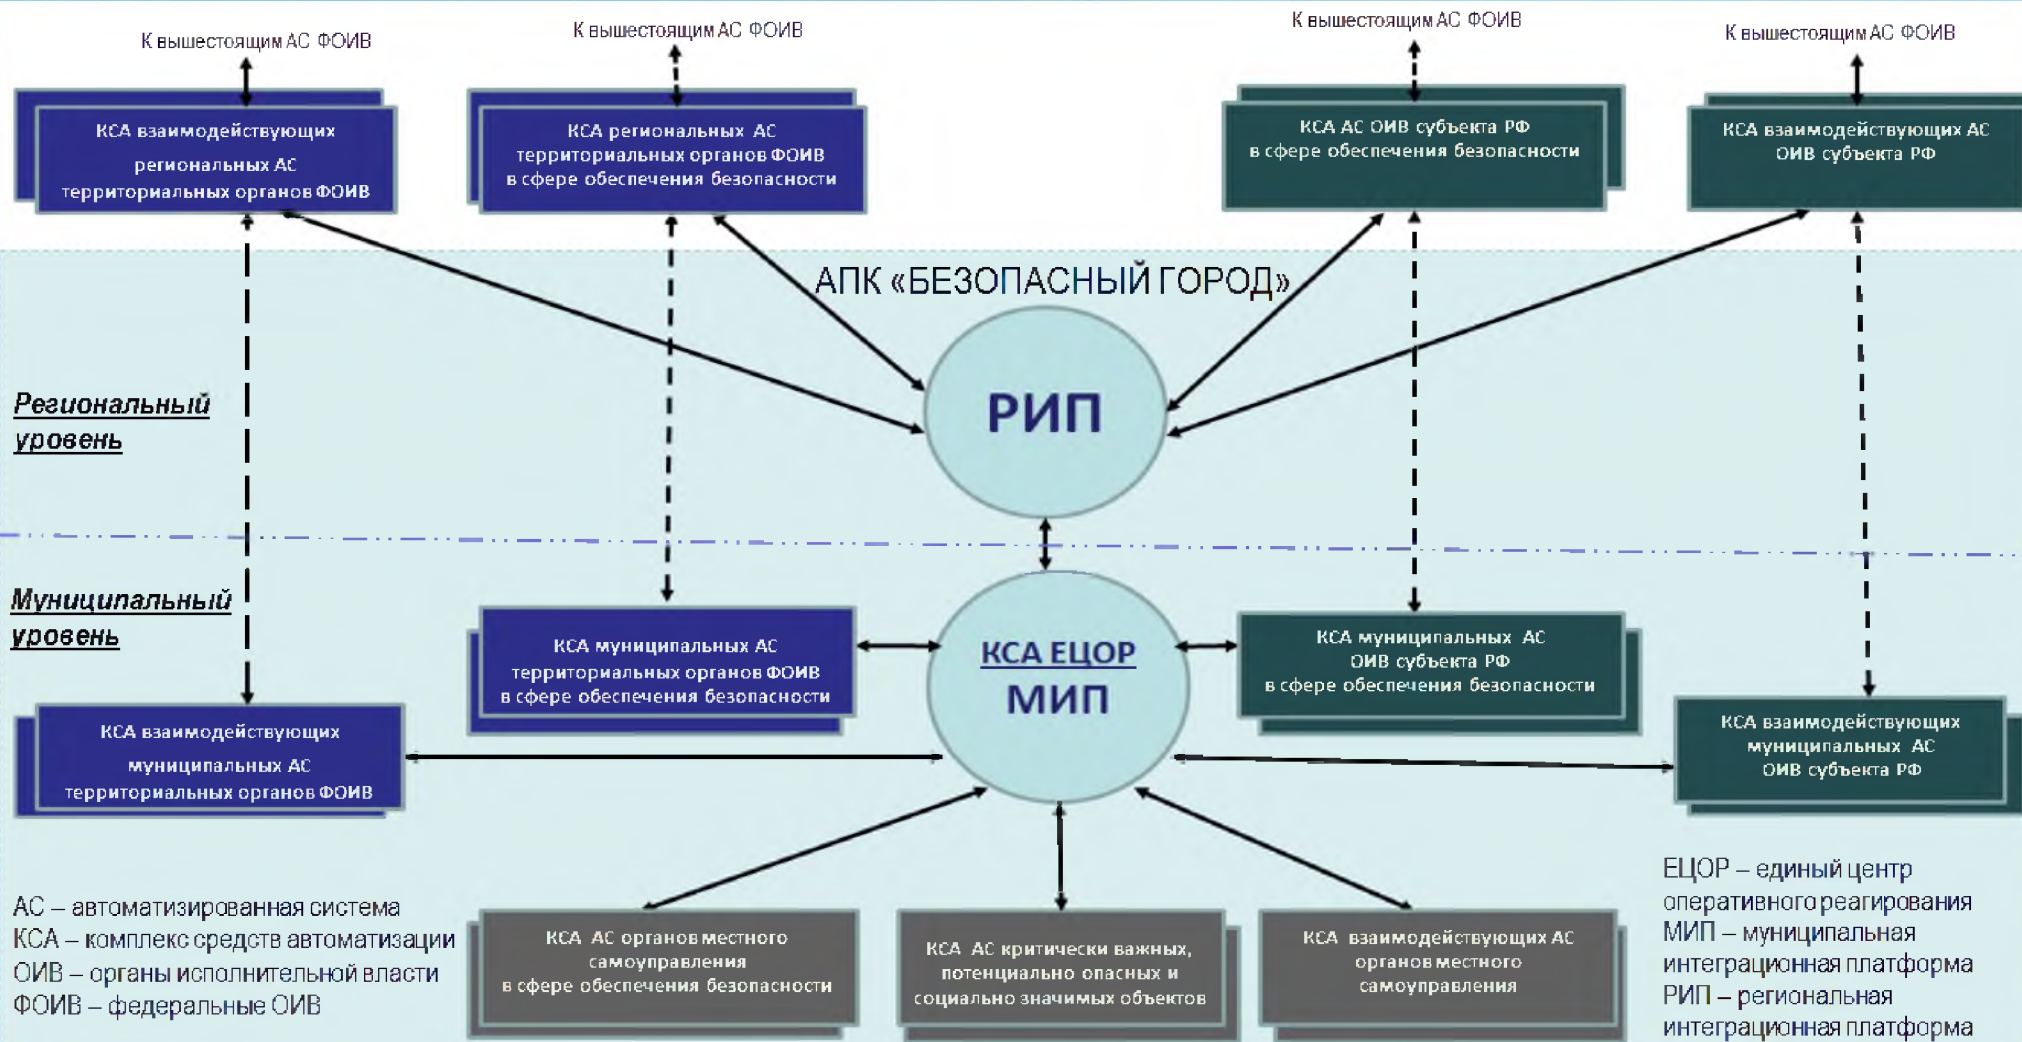 К вышестоящим АС ФОИВ
К вышестоящим АС ФОИВ
К вышестоящим АС ФОИВ
К вышестоящим АС ФОИВ
КСА взаимодействующих
региональных АС
территориальных органов ФОИВ
КСА региональных АС
территориальных органов ФОИВ
в сфере обеспечения безопасности
КСА АС ОИВ субъекта РФ
в сфере обеспечения безопасности
КСА взаимодействующих АС
ОИВ субъекта РФ
АПК «БЕЗОПАСНЫЙ ГОРОД»
Региональный
уровень
РИП
Муниципальный
уровень
КСА взаимодействующих
муниципальных АС
территориальных органов ФОИВ
КСА муниципальных АС
территориальных органов ФОИВ
в сфере обеспечения безопасности
КСА ЕЦОР
МИП
КСА муниципальных АС
ОИВ субъекта РФ
в сфере обеспечения безопасности
КСА взаимодействующих
муниципальных АС
ОИВ субъекта РФ
АС – автоматизированная система
КСА – комплекс средств автоматизации
ОИВ – органы исполнительной власти
ФОИВ – федеральные ОИВ
КСА АС органов местного
самоуправления
в сфере обеспечения безопасности
КСА АС критически важных,
потенциально опасных и
социально значимых объектов
КСА взаимодействующих АС
органов местного
самоуправления
ЕЦОР – единый центр
оперативного реагирования
МИП – муниципальная
интеграционная платформа
РИП – региональная
интеграционная платформа